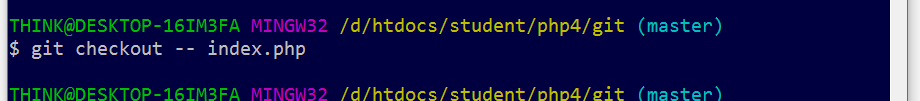 THINK@DESKTOP-16IM3FA MINGW32 /d/htdocs/student/php4/git (master)
$ git checkout -- index.php
THINK@DESKTOP-16IM3FA MINGW32 /d/htdocs/student/php4/git (master)